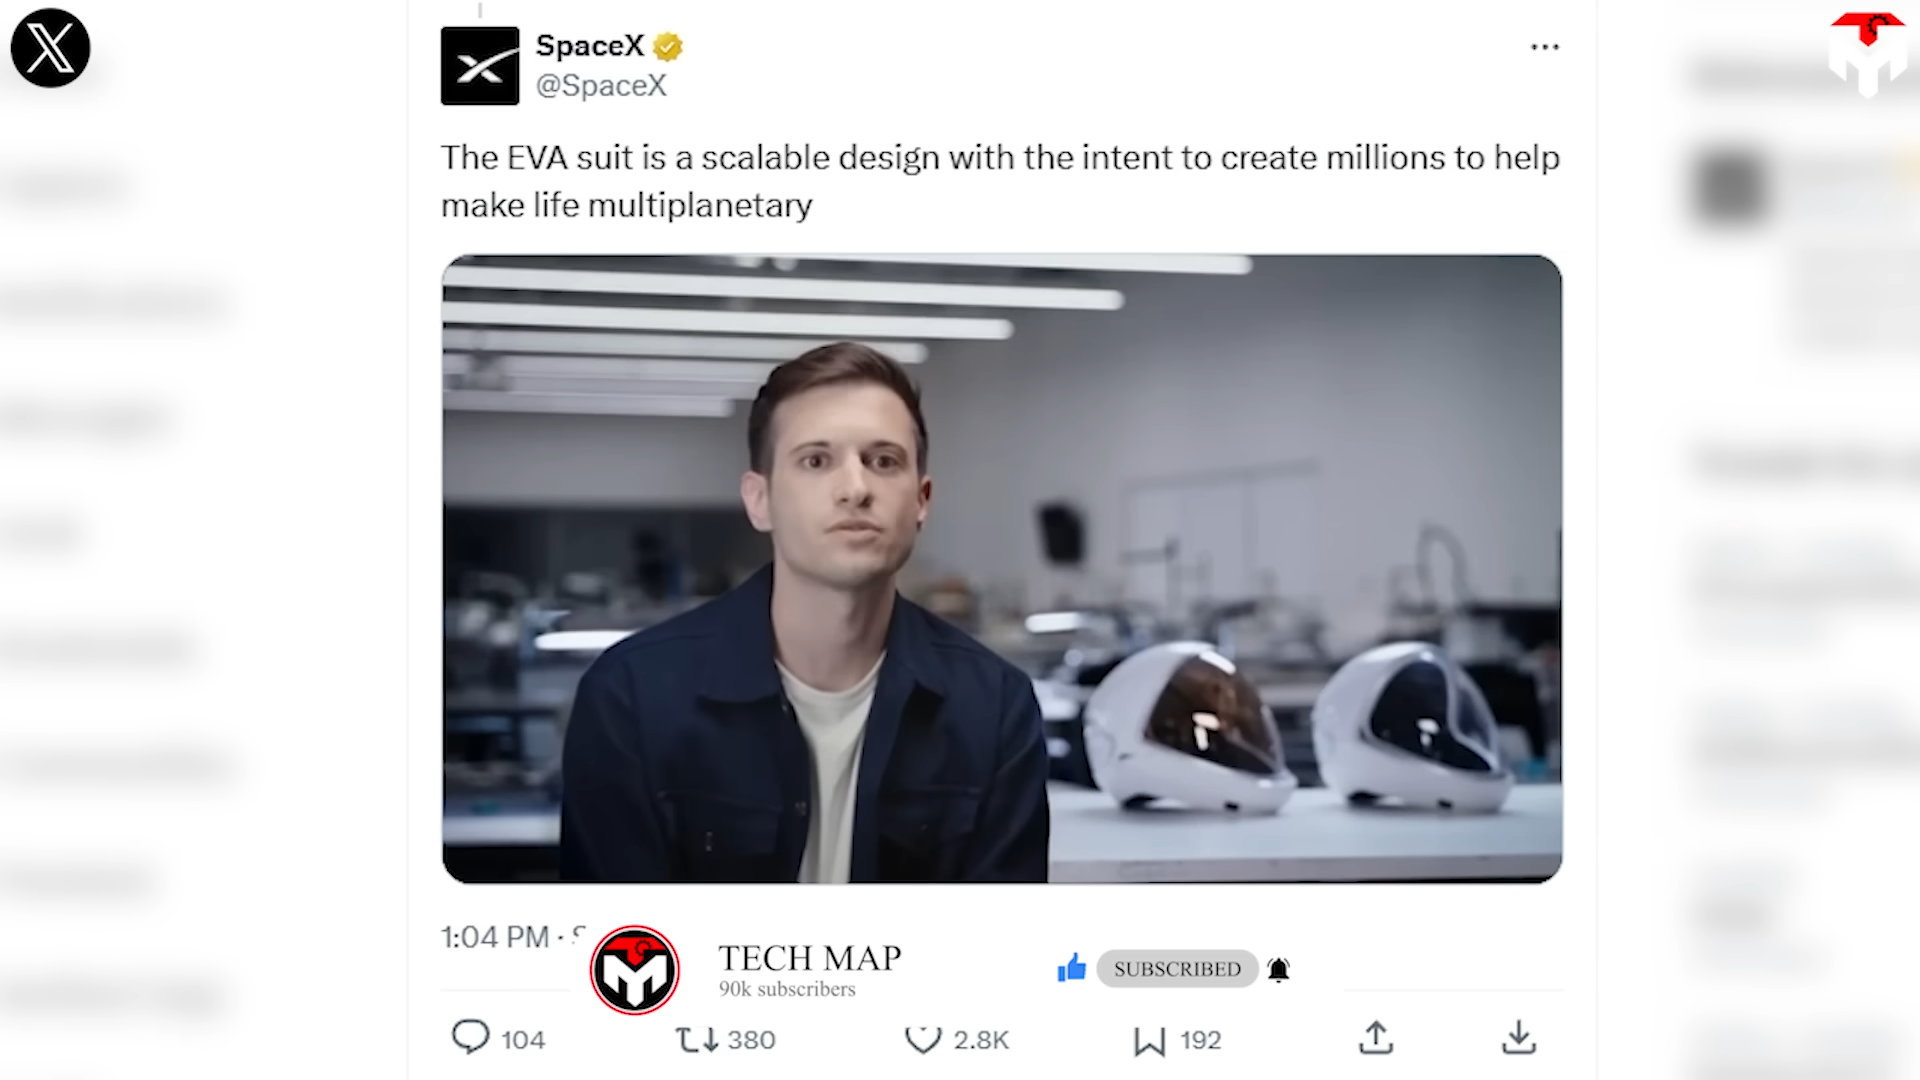 SpaceX
@SpaceX
The EVA suit is a scalable design with the intent to create millions to help
make life multiplanetary
1:04 PM ·
TECH MAP
90k subscribers
SUBSCRIBED
104
380
2.8K
192